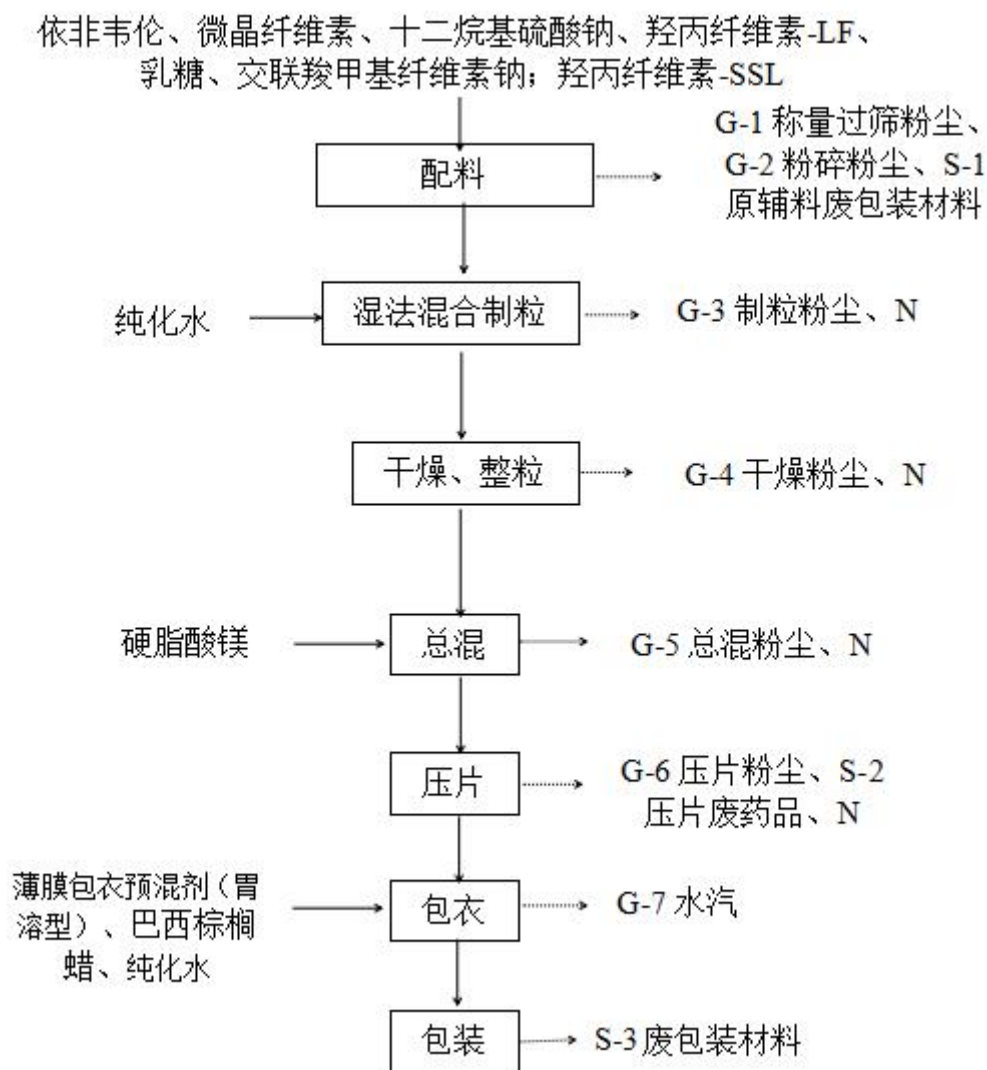 依非韦伦、微晶纤维素、十二烷基硫酸钠、羟丙纤维素-LF、
乳糖、交联羧甲基纤维素钠；羟丙纤维素-SSL
G-1 称量过筛粉尘、
G-2 粉碎粉尘、S-1
原辅料废包装材料
配料
纯化水
湿法混合制粒
G-3 制粒粉尘、N
干燥、整粒
G-4 干燥粉尘、N
硬脂酸镁
总混
G-5 总混粉尘、N
压片
G-6 压片粉尘、S-2
压片废药品、N
薄膜包衣预混剂（胃
溶型）、巴西棕榈
蜡、纯化水
包衣
G-7 水汽
包装
S-3 废包装材料